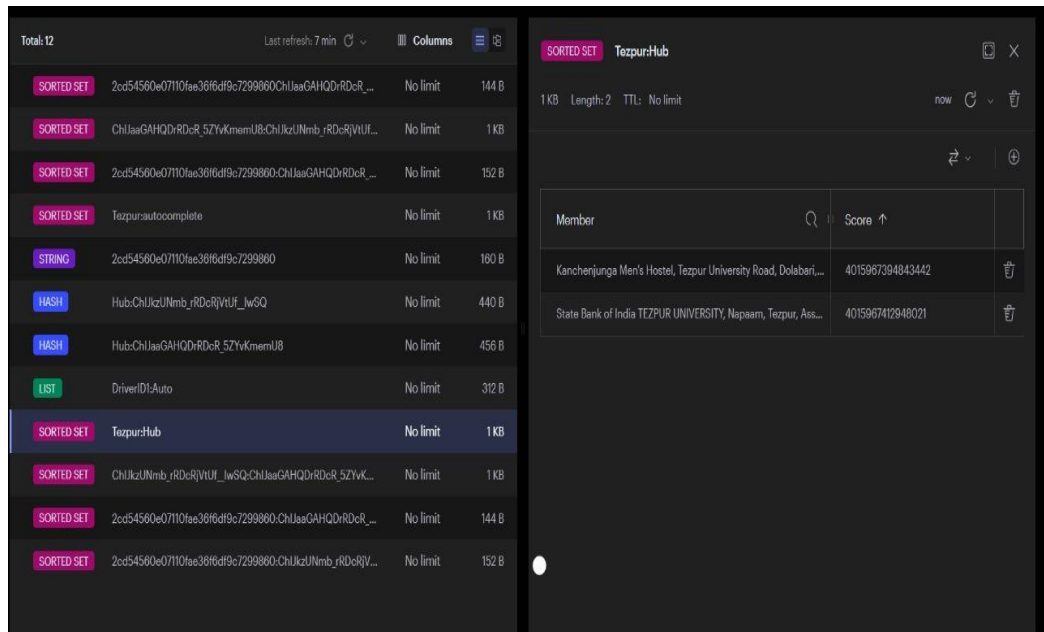 Total: 12 Last refresh: 7 min Columns
SORTED SET 2cd54560e07110fae36f6df9c7299860ChIJaaGAHQDrRDcR_... No limit 144 B
SORTED SET ChIJaaGAHQDrRDcR_5ZYvKmemU8:ChIJkzUNmb_rRDcRjVtUf... No limit 1 KB
SORTED SET 2cd54560e07110fae36f6df9c7299860:ChIJaaGAHQDrRDcR_... No limit 152 B
SORTED SET Tezpur:autocomplete No limit 1 KB
STRING 2cd54560e07110fae36f6df9c7299860 No limit 160 B
HASH Hub:ChIJkzUNmb_rRDcRjVtUf_IwSQ No limit 440 B
HASH Hub:ChIJaaGAHQDrRDcR_5ZYvKmemU8 No limit 456 B
LIST DriverID1:Auto No limit 312 B
SORTED SET Tezpur:Hub No limit 1 KB
SORTED SET ChIJkzUNmb_rRDcRjVtUf_IwSQ:ChIJaaGAHQDrRDcR_5ZYvK... No limit 1 KB
SORTED SET 2cd54560e07110fae36f6df9c7299860:ChIJaaGAHQDrRDcR_... No limit 144 B
SORTED SET 2cd54560e07110fae36f6df9c7299860:ChIJkzUNmb_rRDcRjV... No limit 152 B
SORTED SET Tezpur:Hub
1 KB Length: 2 TTL: No limit now
Member Score
Kanchenjunga Men's Hostel, Tezpur University Road, Dolabari,... 4015967394843442
State Bank of India TEZPUR UNIVERSITY, Napaam, Tezpur, Ass... 4015967412948021